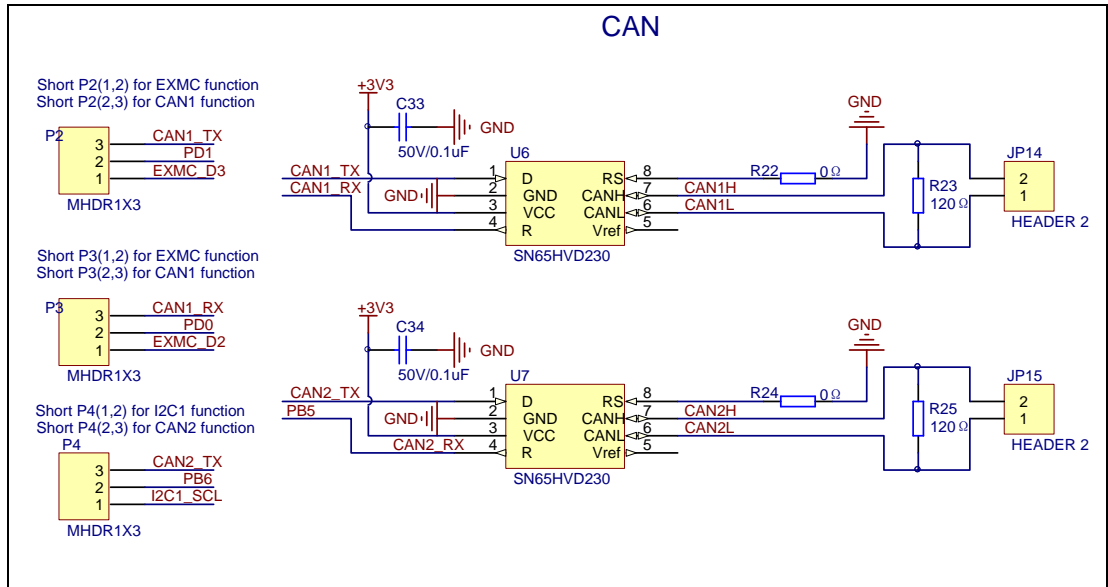 CAN
Short P2(1,2) for EXMC function
Short P2(2,3) for CAN1 function
P2
3 CAN1_TX
2 PD1
1 EXMC_D3
MHDR1X3
Short P3(1,2) for EXMC function
Short P3(2,3) for CAN1 function
P3
3 CAN1_RX
2 PD0
1 EXMC_D2
MHDR1X3
Short P4(1,2) for I2C1 function
Short P4(2,3) for CAN2 function
P4
3 CAN2_TX
2 PB6
1 I2C1_SCL
MHDR1X3
+3V3
C33
GND
50V/0.1uF
U6
CAN1_TX 1 D RS 8 R22 0Ω GND
CAN1_RX GND 2 GND CANH 7 CAN1H
3 VCC CANL 6 CAN1L
4 R Vref 5
SN65HVD230
R23
120Ω
JP14
2
1
HEADER 2
+3V3
C34
GND
50V/0.1uF
U7
CAN2_TX 1 D RS 8 R24 0Ω GND
PB5 GND 2 GND CANH 7 CAN2H
3 VCC CANL 6 CAN2L
CAN2_RX 4 R Vref 5
SN65HVD230
R25
120Ω
JP15
2
1
HEADER 2